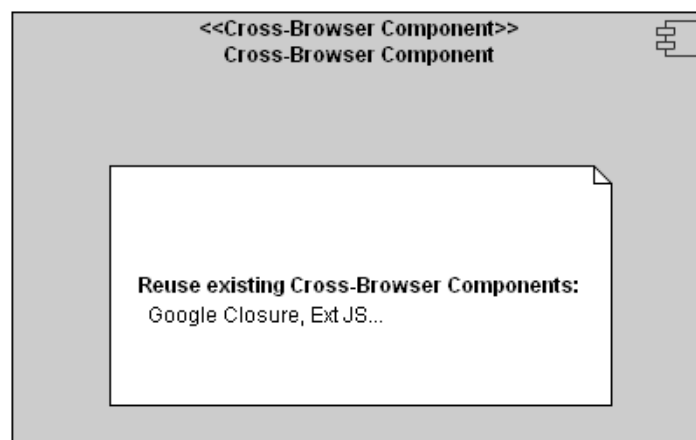 <<Cross-Browser Component>>
Cross-Browser Component
Reuse existing Cross-Browser Components:
Google Closure, Ext JS...